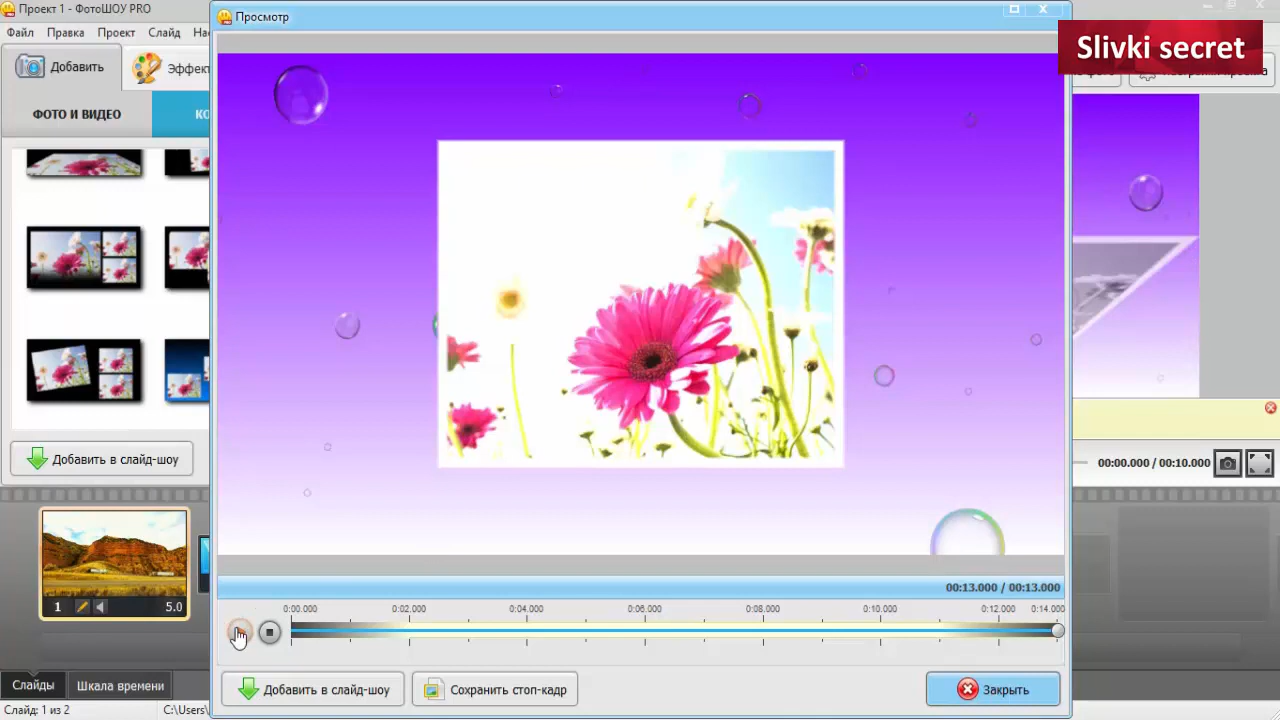 Проект 1 - ФотоШОУ PRO
Просмотр
Slivki secret
Файл Правка Проект Слайд
Добавить
ФОТО И ВИДЕО
Добавить в слайд-шоу
00:00.000 / 00:10.000
1 5.0
00:13.000 / 00:13.000
0:00.000 0:02.000 0:04.000 0:06.000 0:08.000 0:10.000 0:12.000 0:14.000
Добавить в слайд-шоу Сохранить стоп-кадр Закрыть
Слайды Шкала времени
Слайд: 1 из 2 C:\Users\